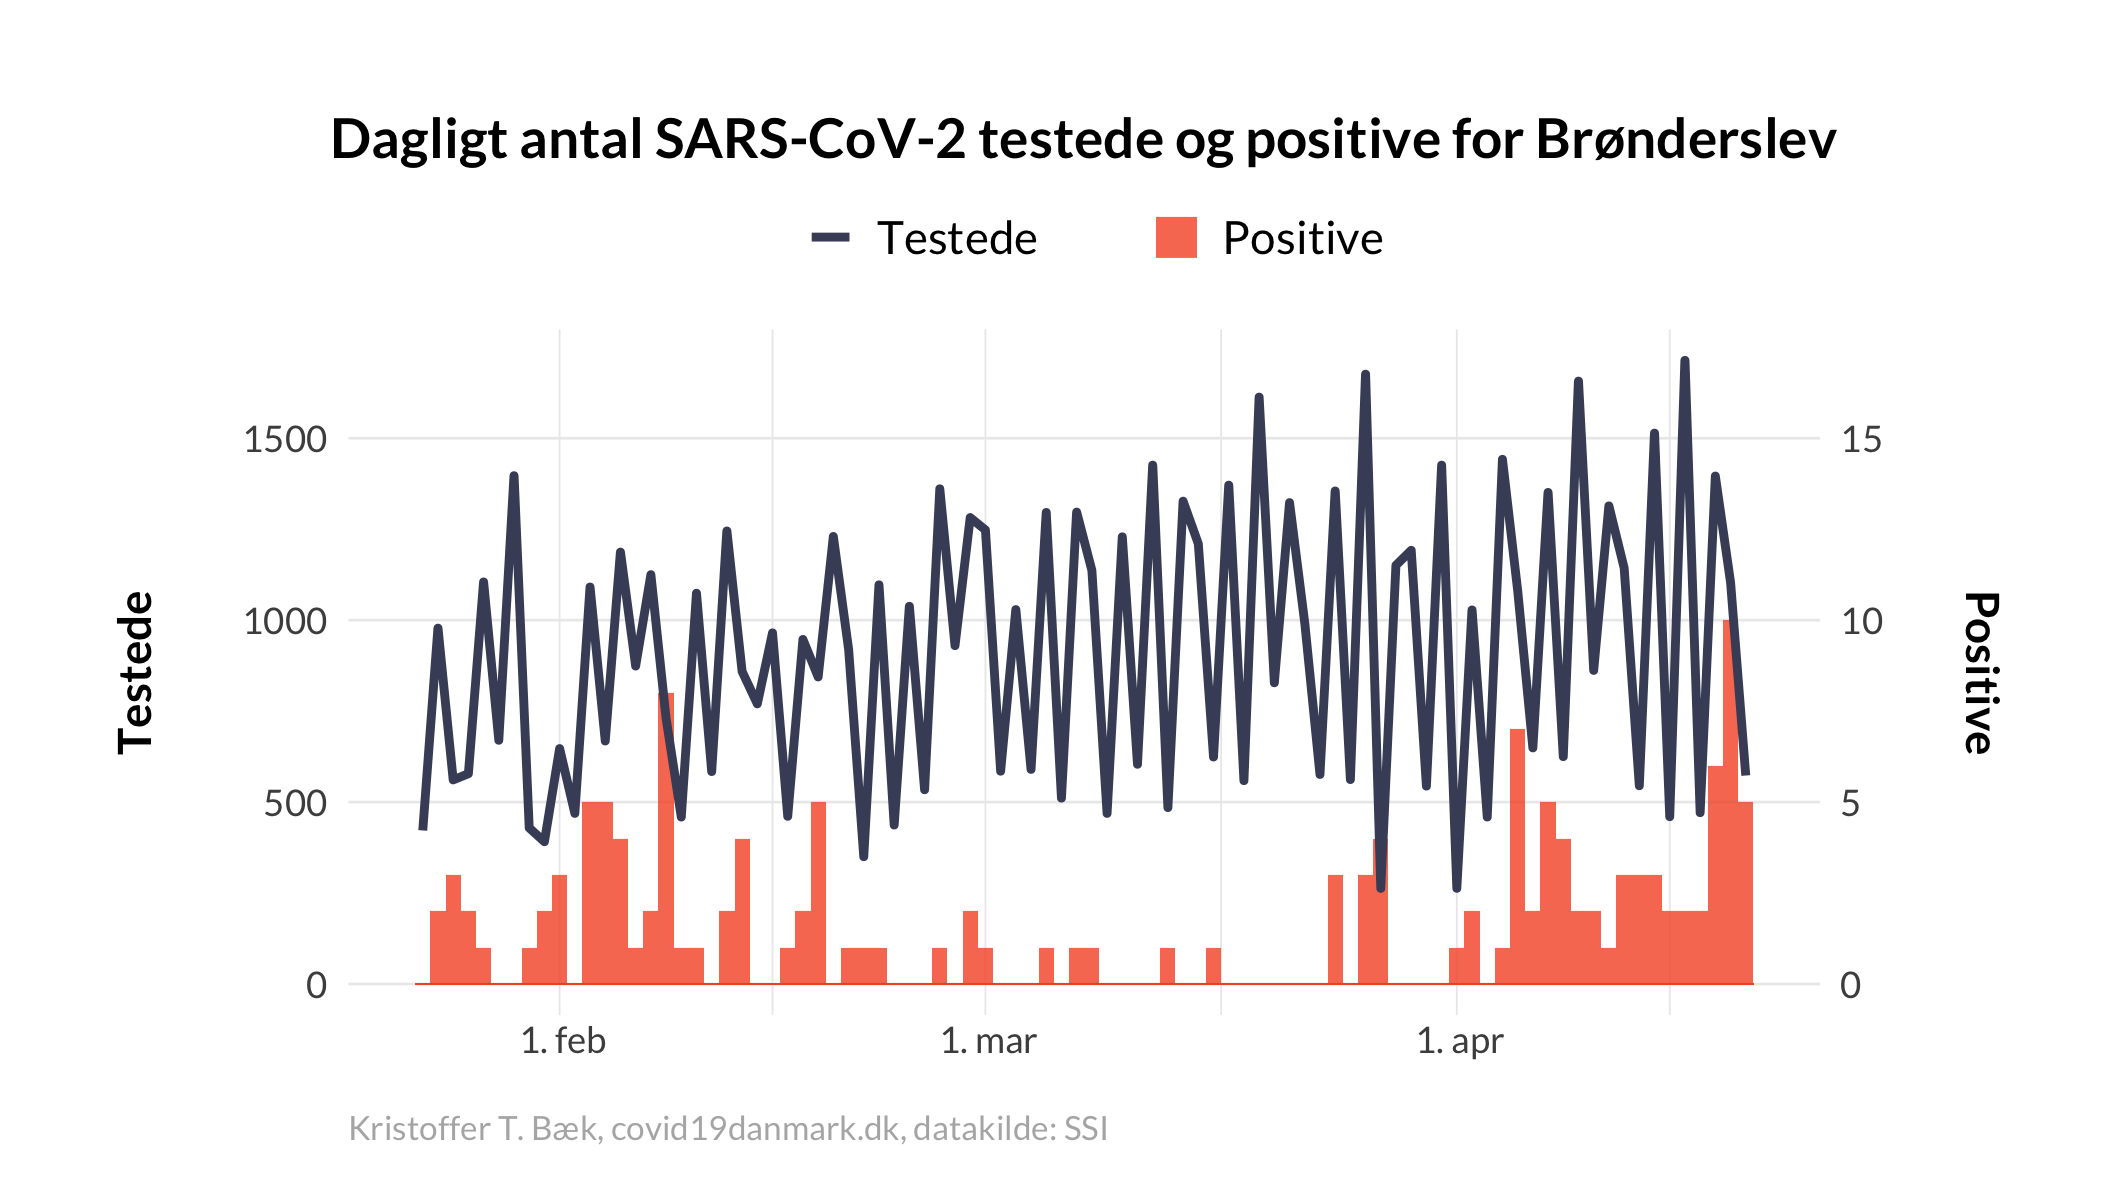 Dagligt antal SARS-CoV-2 testede og positive for Brønderslev
Testede
Positive
1500
1000
500
0
15
10
5
0
Testede
Positive
1. feb
1. mar
1. apr
Kristoffer T. Bæk, covid19danmark.dk, datakilde: SSI